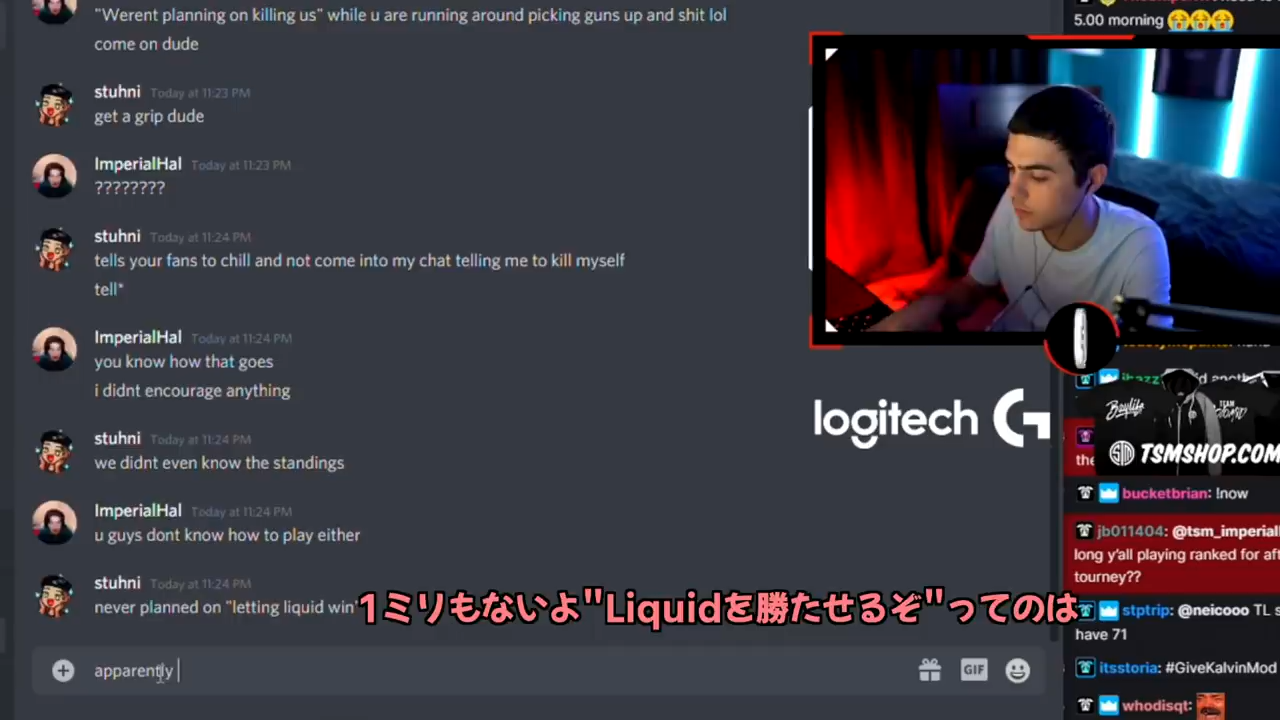 "Werent planning on killing us" while u are running around picking guns up and shit lol
come on dude
stuhni Today at 11:23 PM
get a grip dude
ImperialHal Today at 11:23 PM
????????
stuhni Today at 11:24 PM
tells your fans to chill and not come into my chat telling me to kill myself
tell*
ImperialHal Today at 11:24 PM
you know how that goes
i didnt encourage anything
stuhni Today at 11:24 PM
we didnt even know the standings
ImperialHal Today at 11:24 PM
u guys dont know how to play either
stuhni Today at 11:24 PM
never planned on "letting liquid win"
1ミリもないよ"Liquidを勝たせるぞ"ってのは
apparently
GIF
5.00 morning 😭😭😭
logitech G
TSMSHOP.COM
the
bucketbrian: !now
jb011404: @tsm_imperial
long y'all playing ranked for aft
tourney??
stptrip: @neicooo TL s
have 71
itsstoria: #GiveKalvinMod
whodisqt: